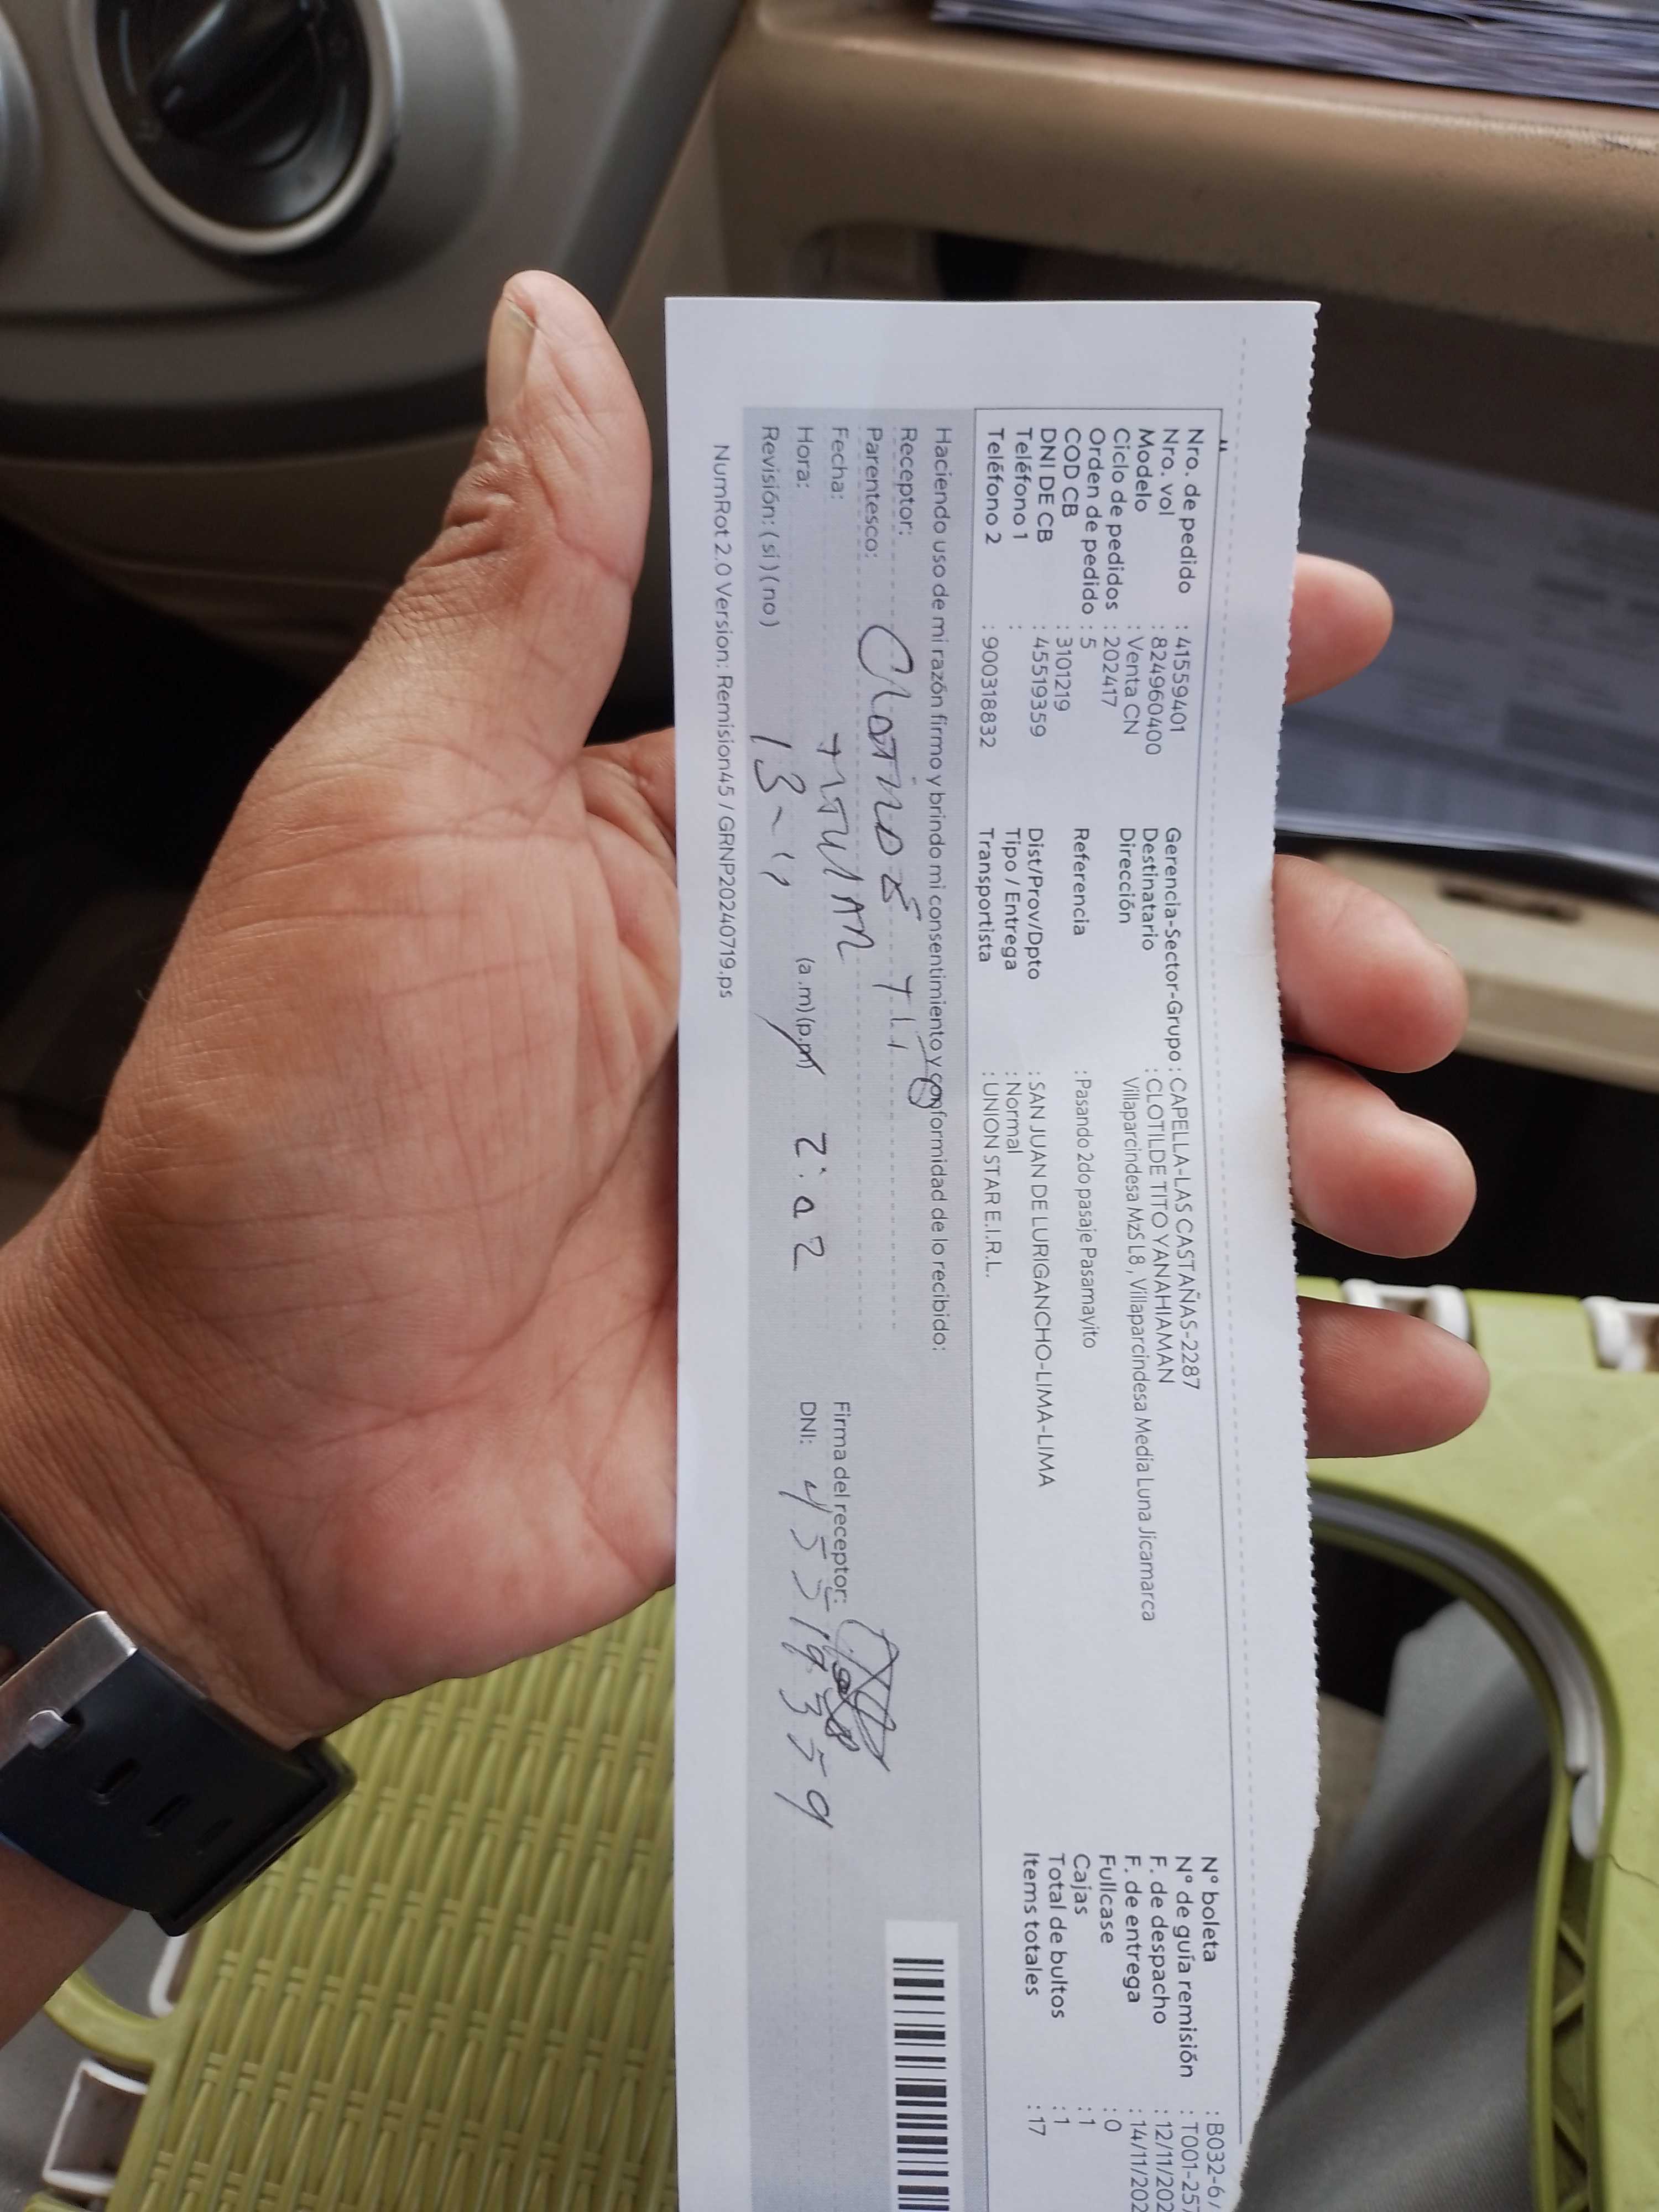 Nro. de pedido : 41559401
Nro. vol : 824960400
Modelo : Venta CN
Ciclo de pedidos : 202417
Orden de pedido : 5
COD CB : 3101219
DNI DE CB : 45519359
Teléfono 1 :
Teléfono 2 : 900318832
Gerencia-Sector-Grupo : CAPELLA-LAS CASTAÑAS-2287
Destinatario : CLOTILDE TITO YANAHUAMAN
Dirección Villaparcindesa MzS L8 , Villaparcindesa Media Luna Jicamarca
Referencia : Pasando 2do pasaje Pasamayito
Dist/Prov/Dpto : SAN JUAN DE LURIGANCHO-LIMA-LIMA
Tipo / Entrega : Normal
Transportista : UNION STAR E.I.R.L.
N° boleta : B032-6
N° de guía remisión : T001-257
F. de despacho : 12/11/202
F. de entrega : 14/11/202
Fullcase : 0
Cajas : 1
Total de bultos : 1
Items totales : 17
Haciendo uso de mi razón firmo y brindo mi consentimiento y conformidad de lo recibido:
Receptor:
Parentesco:
Fecha: Firma del receptor:
Hora: (a.m) (p.m) DNI: 45519359
Revisión: (si) (no) 13
NumRot 2.0 Version: Remision45 / GRNP20240719.ps